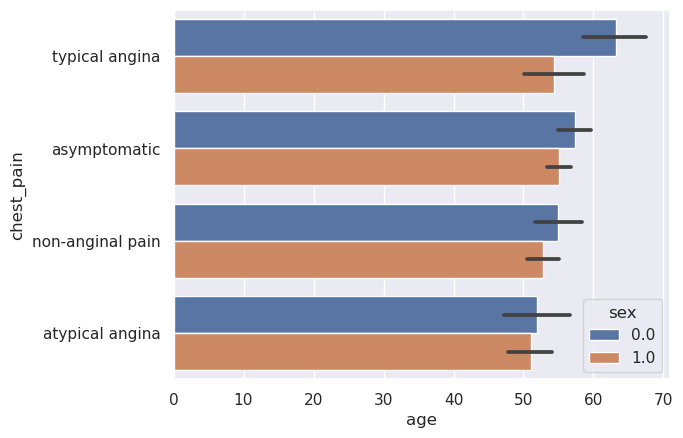 chest_pain
typical angina
asymptomatic
non-anginal pain
atypical angina
sex
0.0
1.0
0 10 20 30 40 50 60 70
age